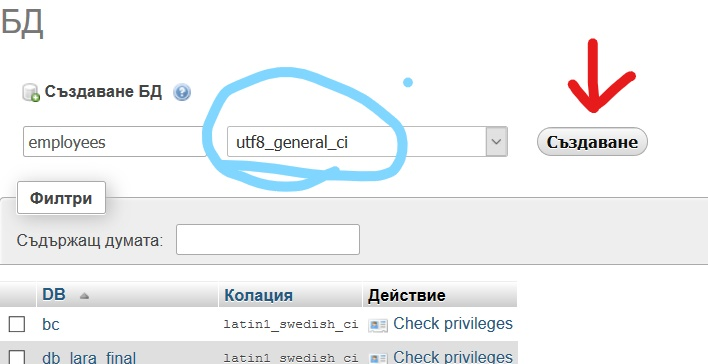 БД
Създаване БД
employees utf8_general_ci Създаване
Филтри
Съдържащ думата:
DB Колация Действие
bc latin1_swedish_ci Check privileges
db_lara_final latin1_swedish_ci Check privileges